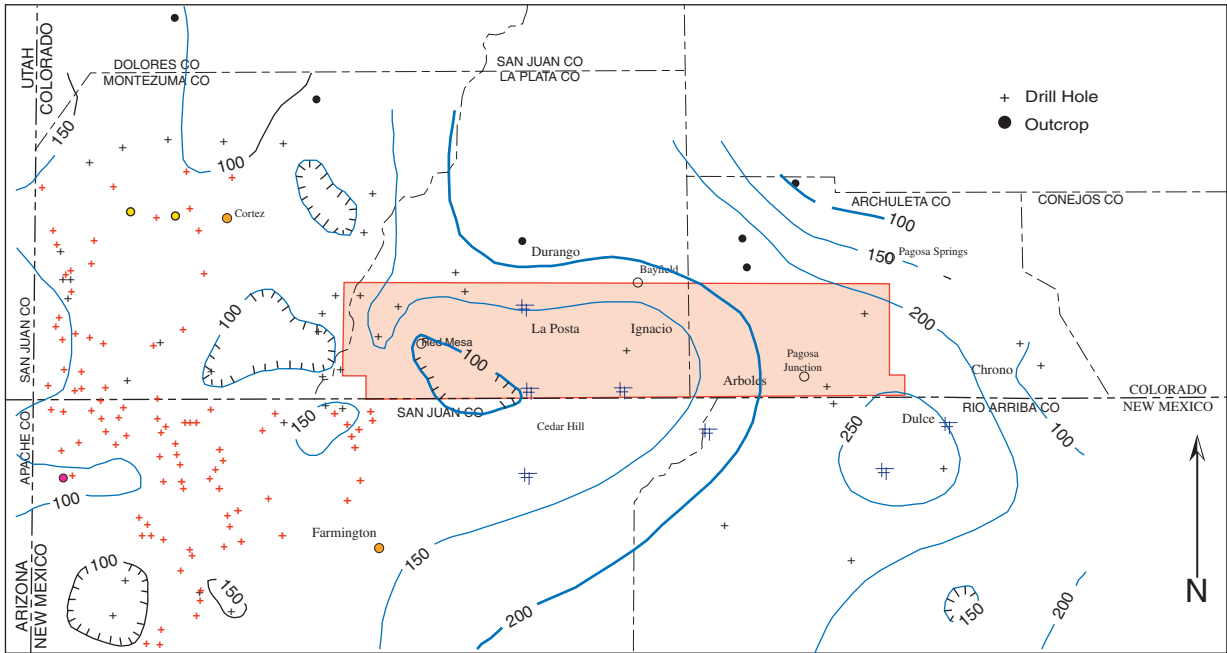 UTAH
COLORADO
DOLORES CO
MONTEZUMA CO
SAN JUAN CO
LA PLATA CO
Drill Hole
Outcrop
150
100
ARCHULETA CO
CONEJOS CO
100
Cortez
Durango
150
Pagosa Springs
Bayfield
SAN JUAN CO
100
200
La Posta
Ignacio
Red Mesa
100
Pagosa
Junction
Arboles
Chrono
COLORADO
NEW MEXICO
150
SAN JUAN CO
RIO ARRIBA CO
Cedar Hill
250
Dulce
100
APACHE CO
100
Farmington
150
100
150
200
150
200
ARIZONA
NEW MEXICO
N